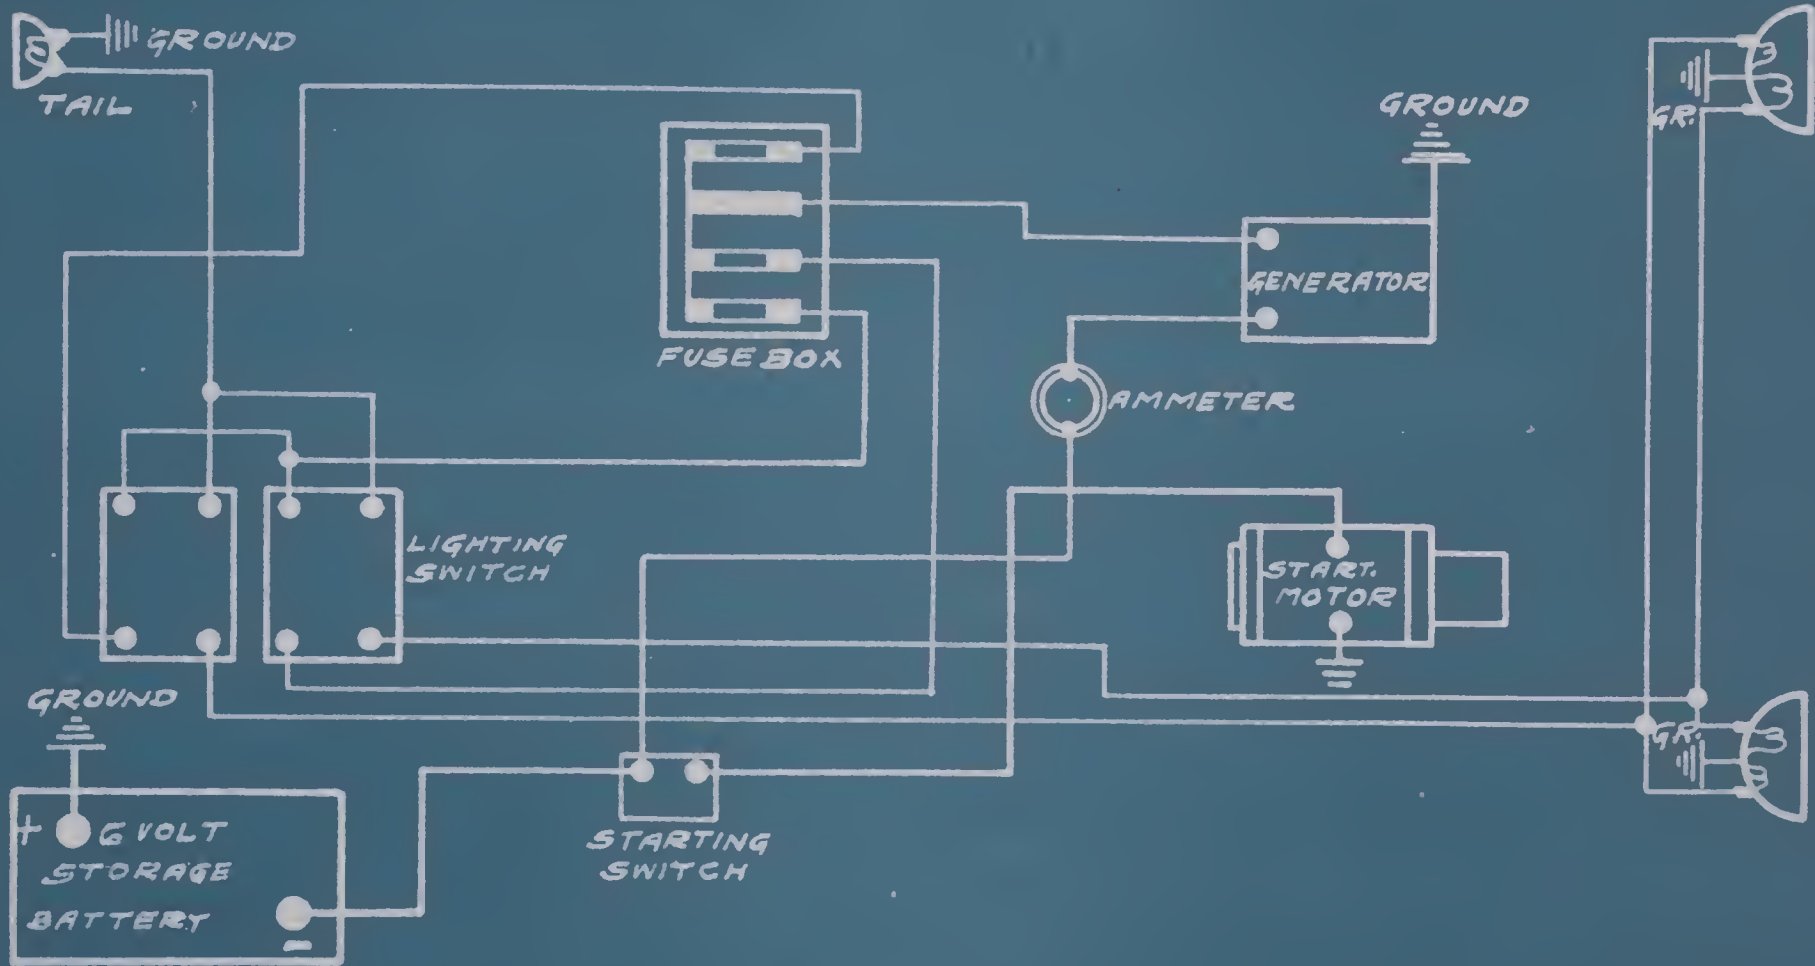 GROUND
TAIL
GROUND
GR.
FUSE BOX
GENERATOR
AMMETER
LIGHTING
SWITCH
START.
MOTOR
GROUND
GR.
+ 6 VOLT
STORAGE
BATTERY
-
STARTING
SWITCH